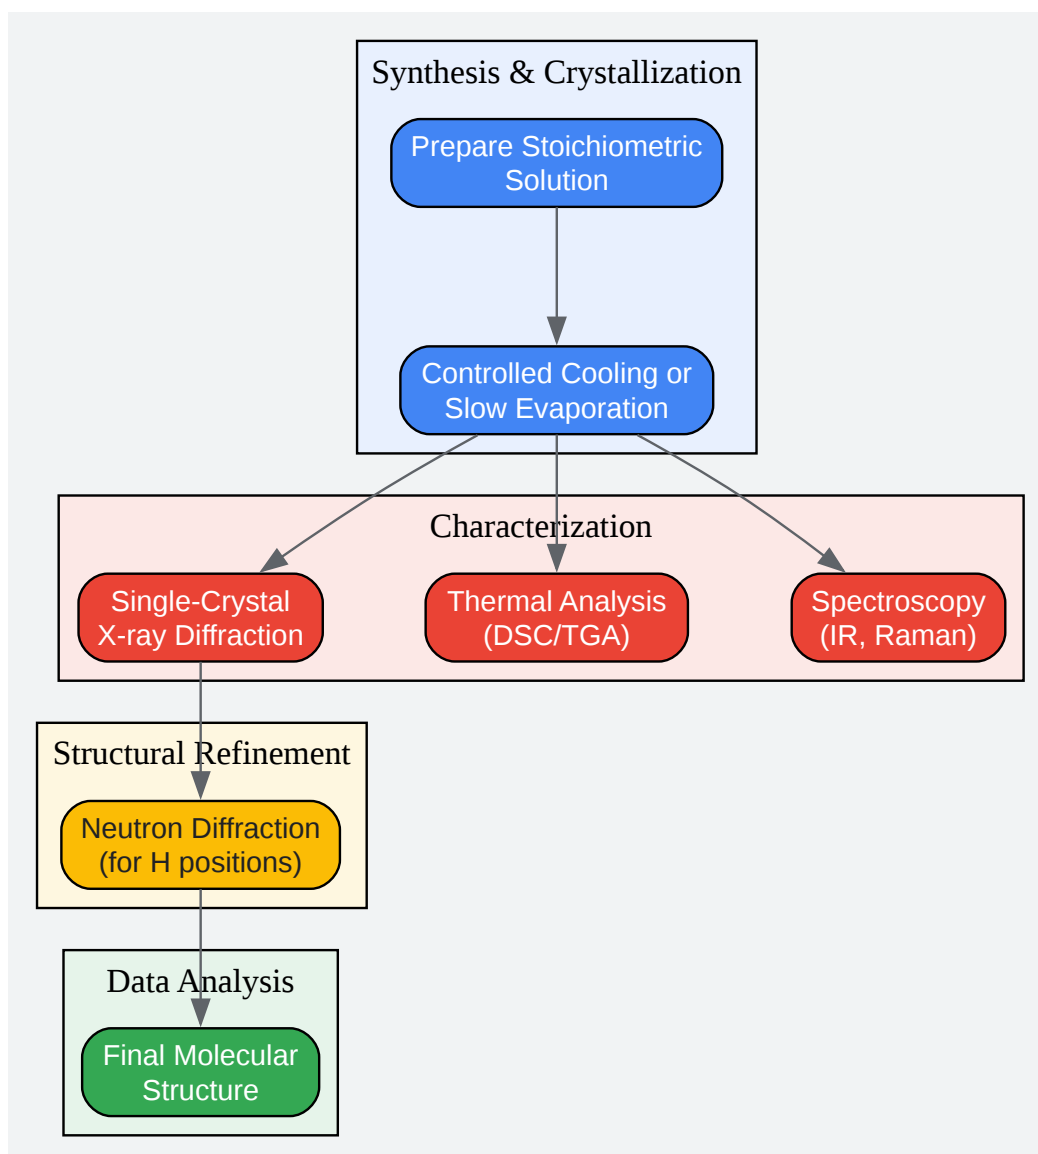 Synthesis & Crystallization
Prepare Stoichiometric
Solution
Controlled Cooling or
Slow Evaporation
Characterization
Single-Crystal
X-ray Diffraction
Thermal Analysis
(DSC/TGA)
Spectroscopy
(IR, Raman)
Structural Refinement
Neutron Diffraction
(for H positions)
Data Analysis
Final Molecular
Structure